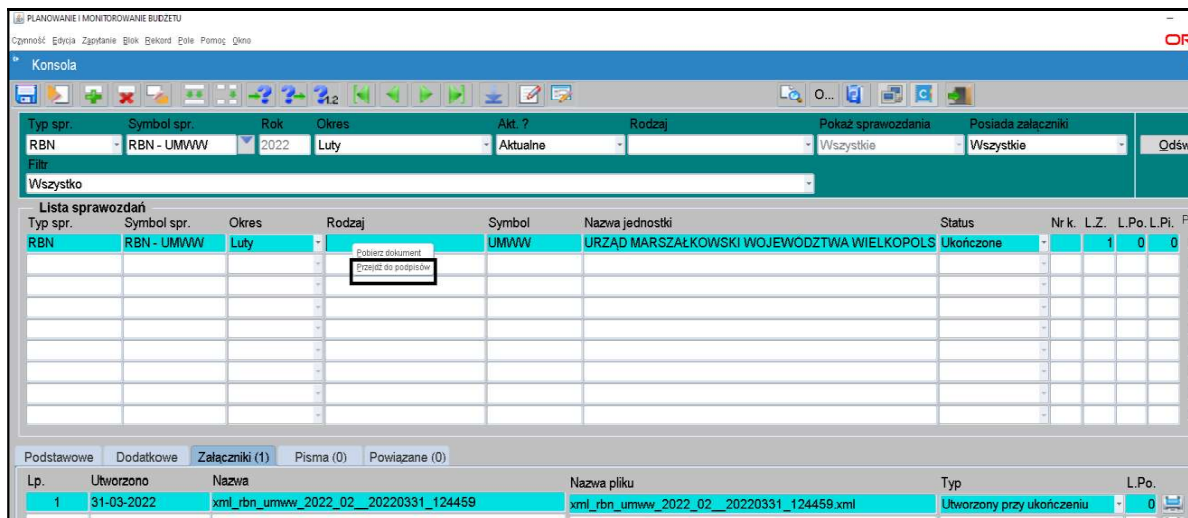 PLANOWANIE I MONITOROWANIE BUDŻETU
Czynność Edycja Zapytanie Blok Rekord Pole Pomoc Okno
Konsola
O...
Typ spr. Symbol spr. Rok Okres Akt. ? Rodzaj Pokaż sprawozdania Posiada załączniki
RBN RBN - UMWW 2022 Luty Aktualne Wszystkie Wszystkie Odśw
Filtr
Wszystko
Lista sprawozdań
Typ spr. Symbol spr. Okres Rodzaj Symbol Nazwa jednostki Status Nr k. L.Z. L.Po. L.Pi. P
RBN RBN - UMWW Luty UMWW URZĄD MARSZAŁKOWSKI WOJEWÓDZTWA WIELKOPOLS Ukończone 1 0 0
Pobierz dokument
Przejdź do podpisów
Podstawowe Dodatkowe Załączniki (1) Pisma (0) Powiązane (0)
Lp. Utworzono Nazwa Nazwa pliku Typ L.Po.
1 31-03-2022 xml_rbn_umww_2022_02__20220331_124459 xml_rbn_umww_2022_02__20220331_124459.xml Utworzony przy ukończeniu 0